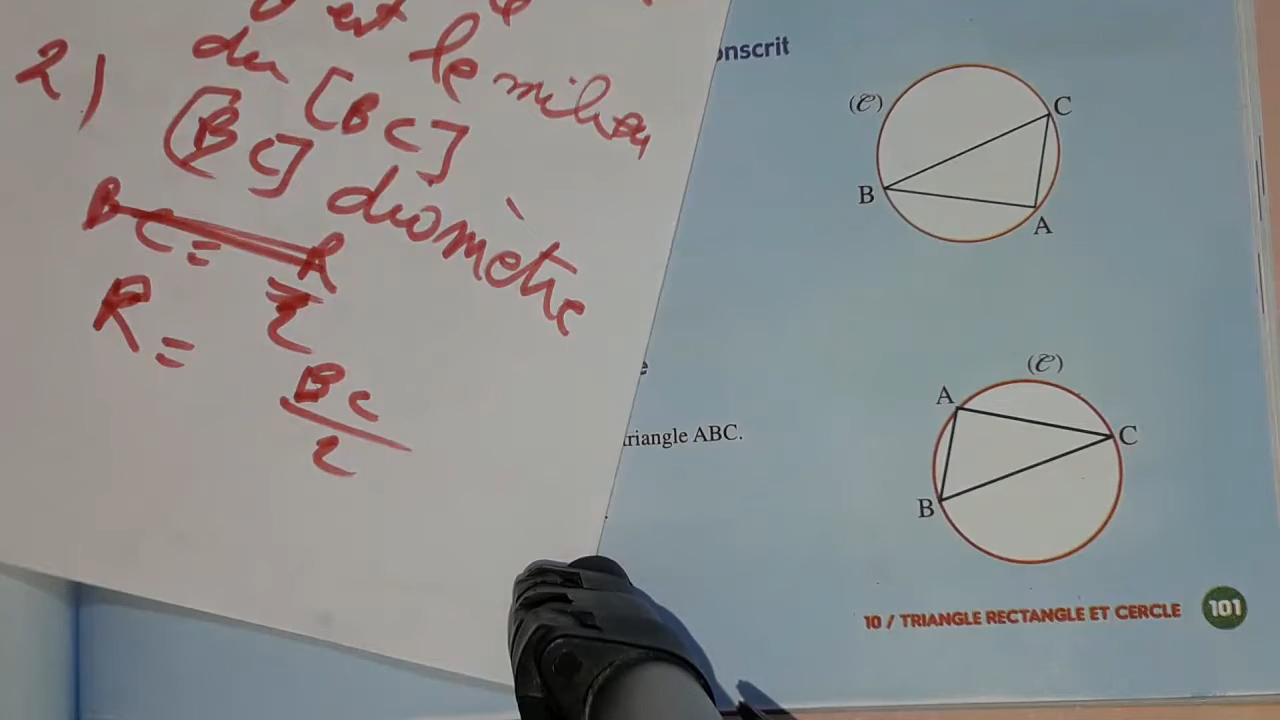 est
2) du [BC] le milieu
[BC] diamètre
BC = R
2
R = BC
2
onscrit
(C)
C
B
A
(C)
A
C
B
riangle ABC.
10 / TRIANGLE RECTANGLE ET CERCLE 101